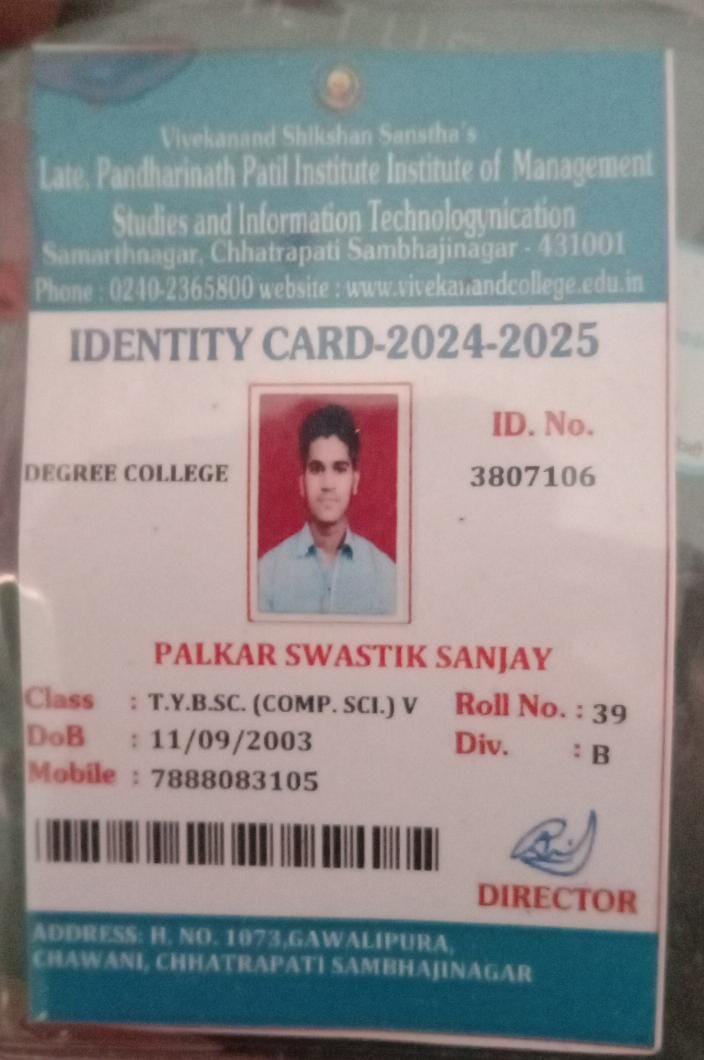 Vivekanand Shikshan Sanstha's
Late. Pandharinath Patil Institute Institute of Management
Studies and Information Technologynication
Samarthnagar, Chhatrapati Sambhajinagar - 431001
Phone : 0240-2365800 website : www.vivekanandcollege.edu.in
IDENTITY CARD-2024-2025
ID. No.
DEGREE COLLEGE 3807106
PALKAR SWASTIK SANJAY
Class : T.Y.B.SC. (COMP. SCI.) V Roll No. : 39
DoB : 11/09/2003 Div. : B
Mobile : 7888083105
DIRECTOR
ADDRESS: H. NO. 1073,GAWALIPURA,
CHAWANI, CHHATRAPATI SAMBHAJINAGAR